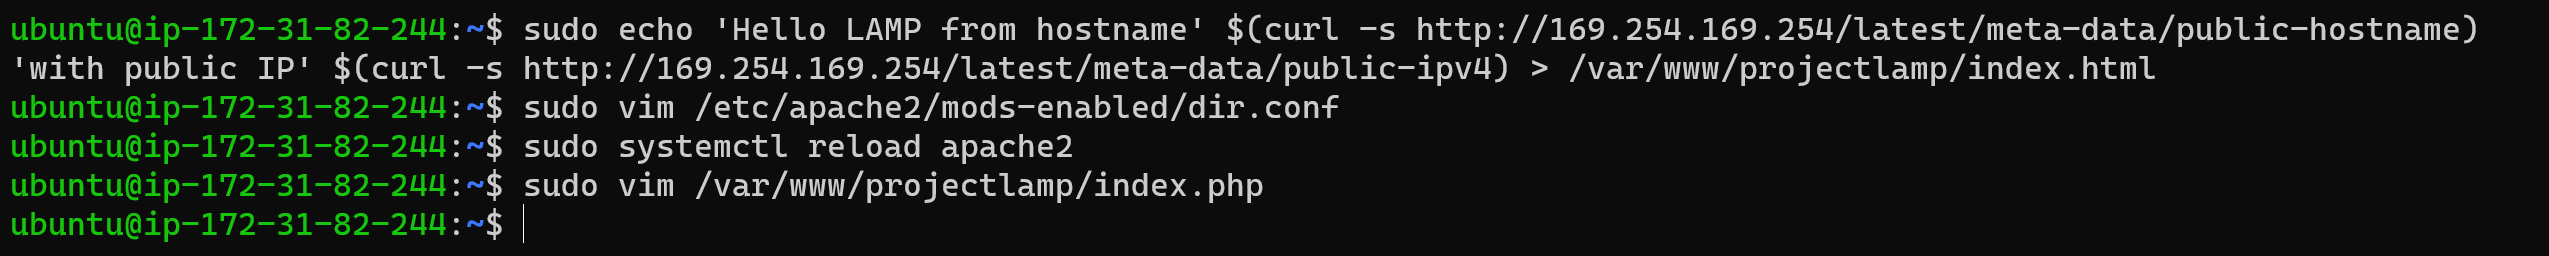 ubuntu@ip-172-31-82-244:~$ sudo echo 'Hello LAMP from hostname' $(curl -s http://169.254.169.254/latest/meta-data/public-hostname)
'with public IP' $(curl -s http://169.254.169.254/latest/meta-data/public-ipv4) > /var/www/projectlamp/index.html
ubuntu@ip-172-31-82-244:~$ sudo vim /etc/apache2/mods-enabled/dir.conf
ubuntu@ip-172-31-82-244:~$ sudo systemctl reload apache2
ubuntu@ip-172-31-82-244:~$ sudo vim /var/www/projectlamp/index.php
ubuntu@ip-172-31-82-244:~$